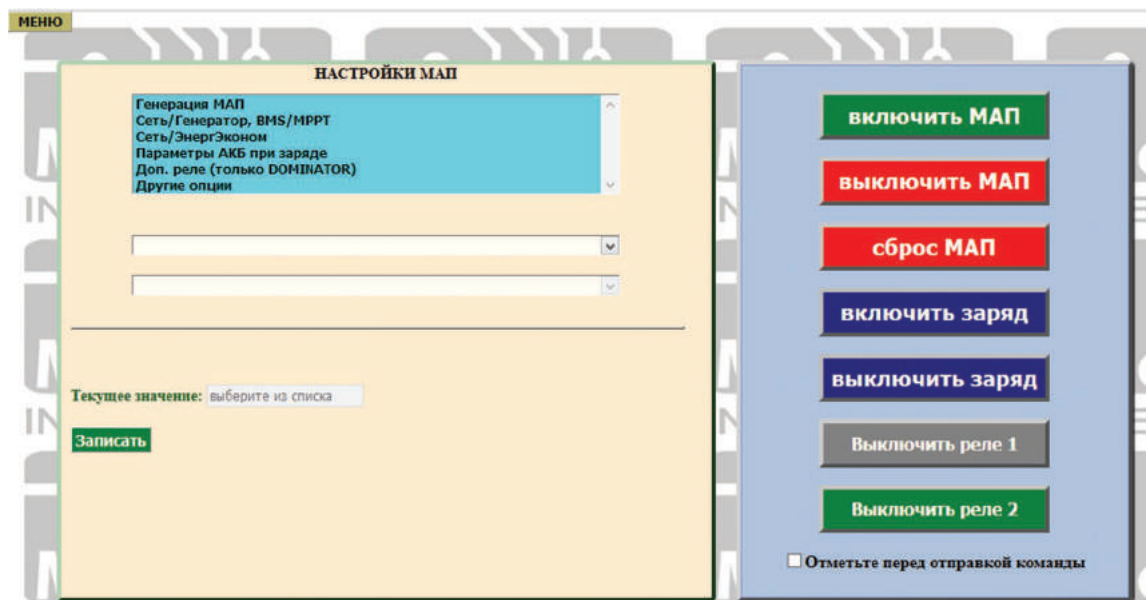 МЕНЮ
НАСТРОЙКИ МАП
Генерация МАП
Сеть/Генератор, BMS/MPPT
Сеть/ЭнергЭконом
Параметры АКБ при заряде
Доп. реле (только DOMINATOR)
Другие опции
Текущее значение: выберите из списка
Записать
включить МАП
выключить МАП
сброс МАП
включить заряд
выключить заряд
Выключить реле 1
Выключить реле 2
Отметьте перед отправкой команды